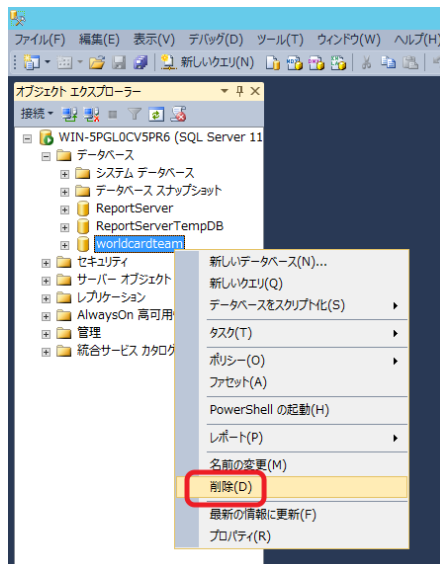 ファイル(F) 編集(E) 表示(V) デバッグ(D) ツール(T) ウィンドウ(W) ヘルプ(H)
新しいクエリ(N)
オブジェクト エクスプローラー
接続
WIN-5PGL0CV5PR6 (SQL Server 11
データベース
システム データベース
データベース スナップショット
ReportServer
ReportServerTempDB
worldcardteam
セキュリティ
サーバー オブジェクト
レプリケーション
AlwaysOn 高可用
管理
統合サービス カタログ
新しいデータベース(N)...
新しいクエリ(Q)
データベースをスクリプト化(S)
タスク(T)
ポリシー(O)
ファセット(A)
PowerShell の起動(H)
レポート(P)
名前の変更(M)
削除(D)
最新の情報に更新(F)
プロパティ(R)